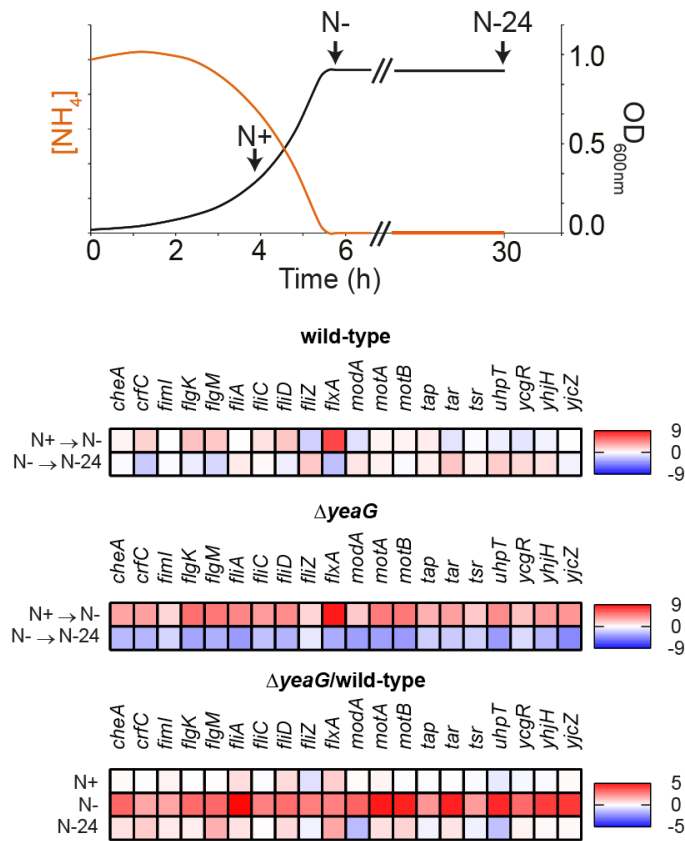 N- N-24
[NH4]
N+
1.0
0.5
0.0
OD600nm
0 2 4 6 30
Time (h)
wild-type
cheA crfC fimI flgK flgM fliA fliC fliD fliZ flxA modA motA motB tap tar tsr uhpT ycgR yhjH yjcZ
N+ → N-
N- → N-24
9
0
-9
ΔyeaG
cheA crfC fimI flgK flgM fliA fliC fliD fliZ flxA modA motA motB tap tar tsr uhpT ycgR yhjH yjcZ
N+ → N-
N- → N-24
9
0
-9
ΔyeaG/wild-type
cheA crfC fimI flgK flgM fliA fliC fliD fliZ flxA modA motA motB tap tar tsr uhpT ycgR yhjH yjcZ
N+
N-
N-24
5
0
-5